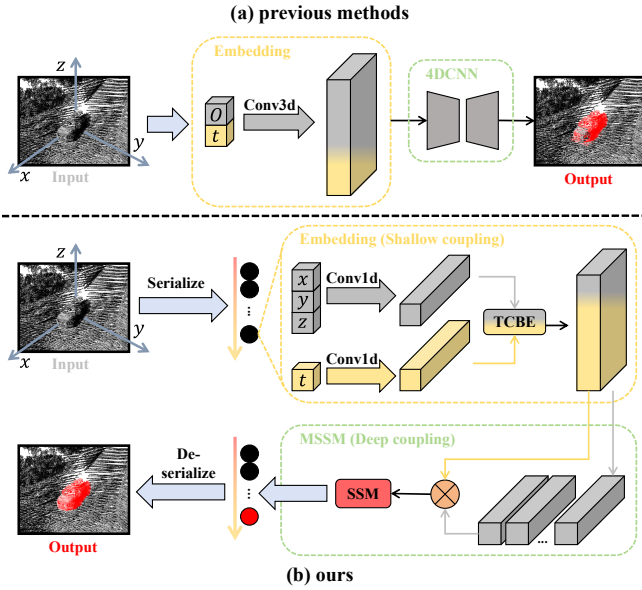 (a) previous methods
z
y
x
Input
Embedding
O
t
Conv3d
4DCNN
Output
z
y
x
Input
Serialize
...
Embedding (Shallow coupling)
x
y
z
Conv1d
t
Conv1d
TCBE
MSSM (Deep coupling)
...
SSM
...
De-
serialize
Output
(b) ours